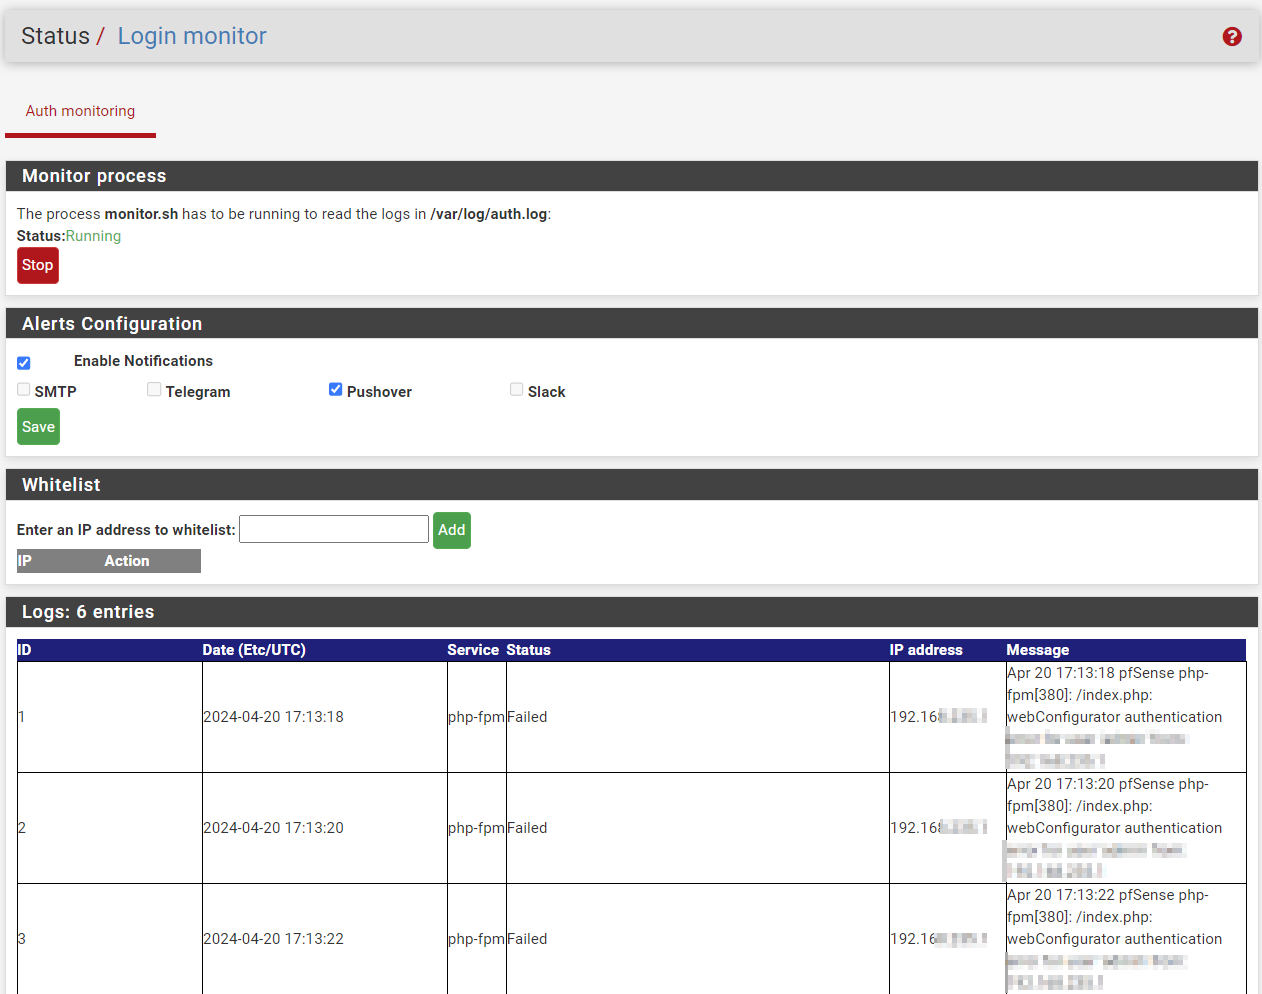 Status / Login monitor
Auth monitoring
Monitor process
The process monitor.sh has to be running to read the logs in /var/log/auth.log:
Status:Running
Stop
Alerts Configuration
Enable Notifications
SMTP Telegram Pushover Slack
Save
Whitelist
Enter an IP address to whitelist: Add
IP Action
Logs: 6 entries
ID Date (Etc/UTC) Service Status IP address Message
1 2024-04-20 17:13:18 php-fpm Failed 192.16 Apr 20 17:13:18 pfSense php-
fpm[380]: /index.php:
webConfigurator authentication
2 2024-04-20 17:13:20 php-fpm Failed 192.16 Apr 20 17:13:20 pfSense php-
fpm[380]: /index.php:
webConfigurator authentication
3 2024-04-20 17:13:22 php-fpm Failed 192.16 Apr 20 17:13:22 pfSense php-
fpm[380]: /index.php:
webConfigurator authentication